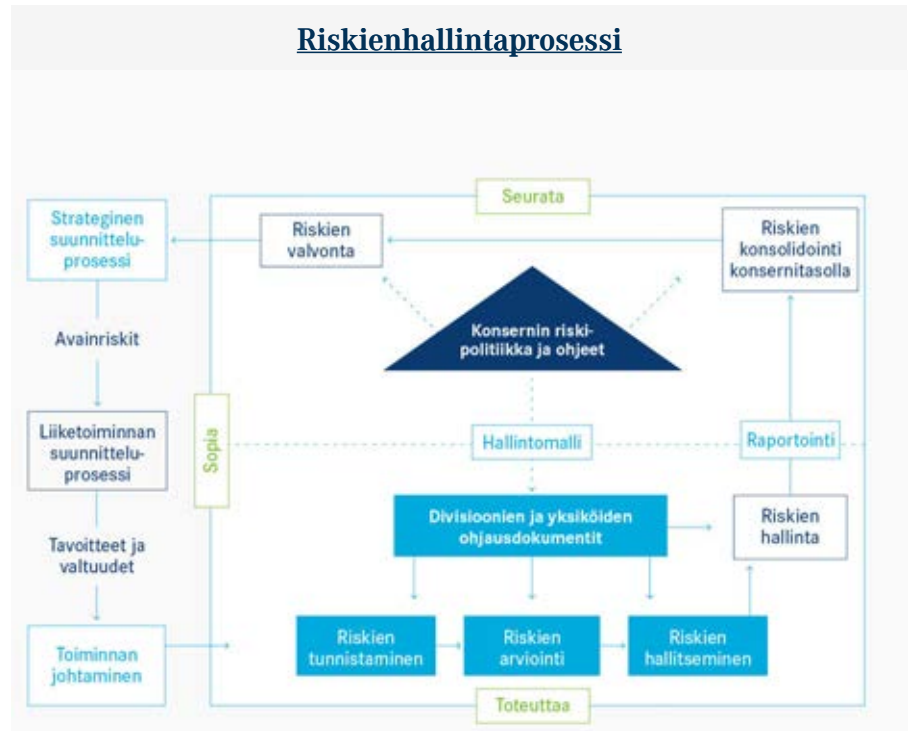 Riskienhallintaprosessi
Seurata
Strateginen
suunnittelu-
prosessi
Riskien
valvonta
Riskien
konsolidointi
konsernitasolla
Avainriskit
Konsernin riski-
politiikka ja ohjeet
Liiketoiminnan
suunnittelu-
prosessi
Sopia
Hallintomalli
Raportointi
Divisioonien ja yksiköiden
ohjausdokumentit
Riskien
hallinta
Tavoitteet ja
valtuudet
Toiminnan
johtaminen
Riskien
tunnistaminen
Riskien
arviointi
Riskien
hallitseminen
Toteuttaa